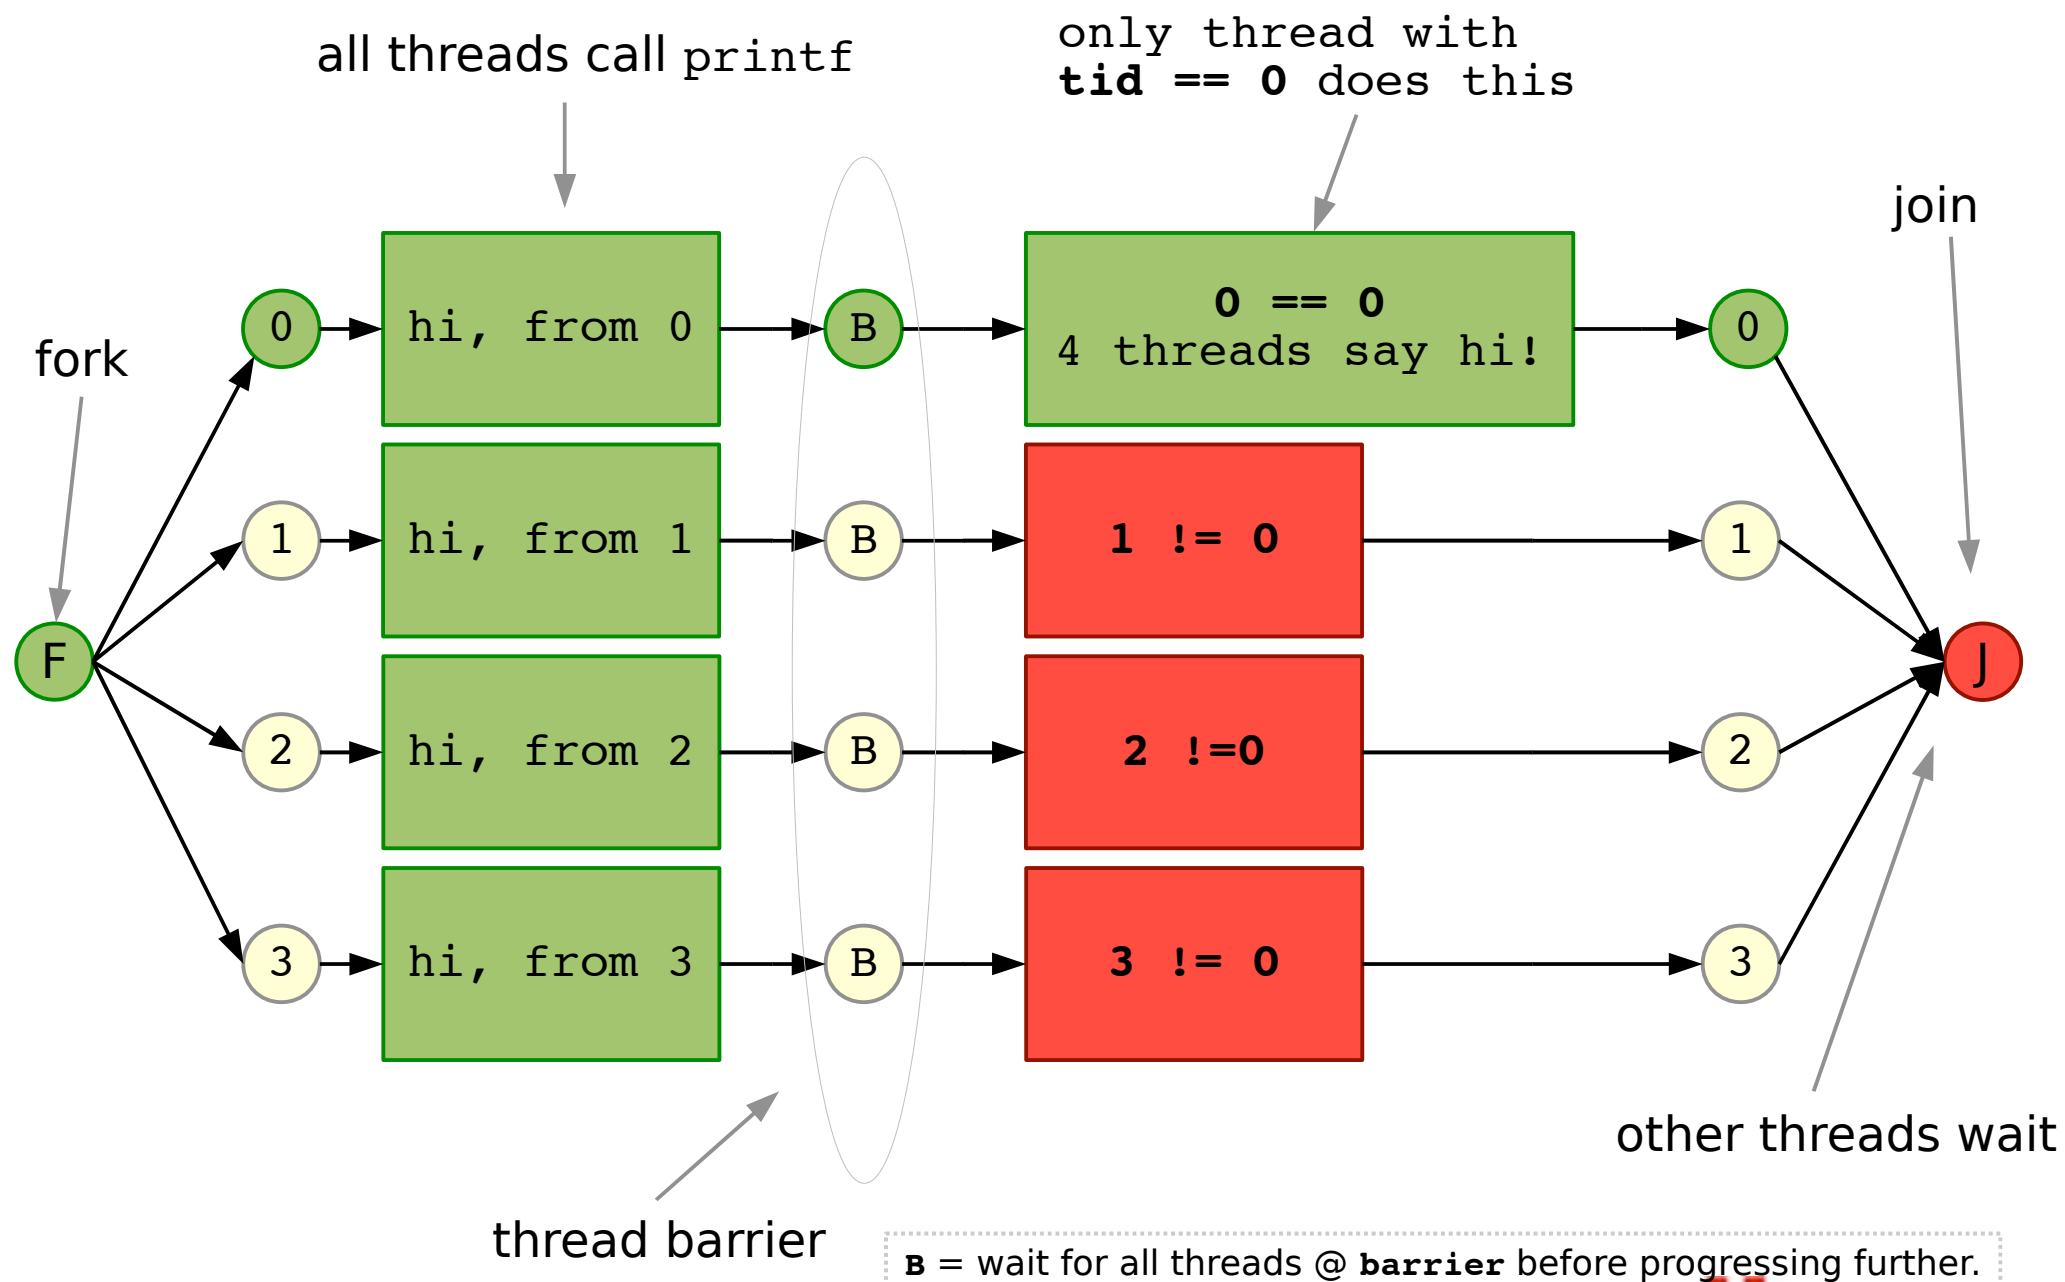 all threads call printf
only thread with
tid == 0 does this
join
fork
0
hi, from 0
B
0 == 0
4 threads say hi!
0
1
hi, from 1
B
1 != 0
1
F
J
2
hi, from 2
B
2 !=0
2
3
hi, from 3
B
3 != 0
3
other threads wait
thread barrier
B = wait for all threads @ barrier before progressing further.